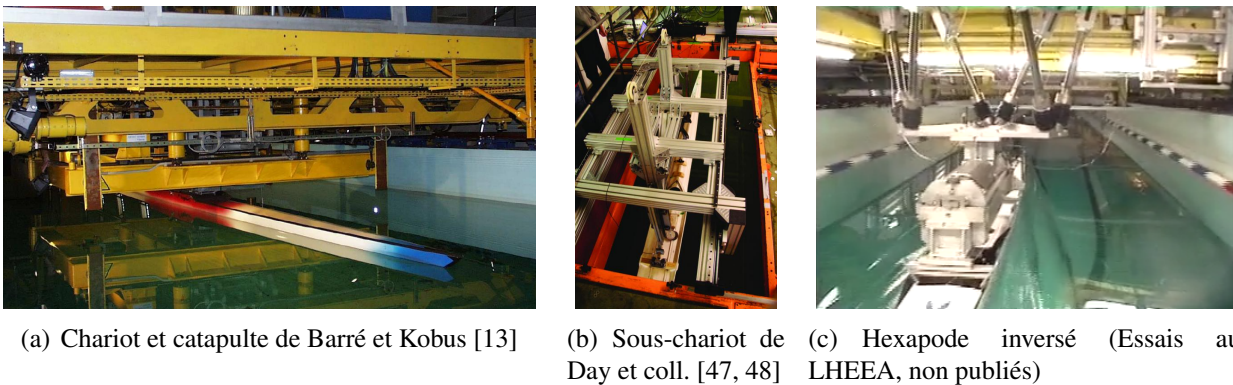 (a) Chariot et catapulte de Barré et Kobus [13]
(b) Sous-chariot de
Day et coll. [47, 48]
(c) Hexapode inversé (Essais au
LHEEA, non publiés)